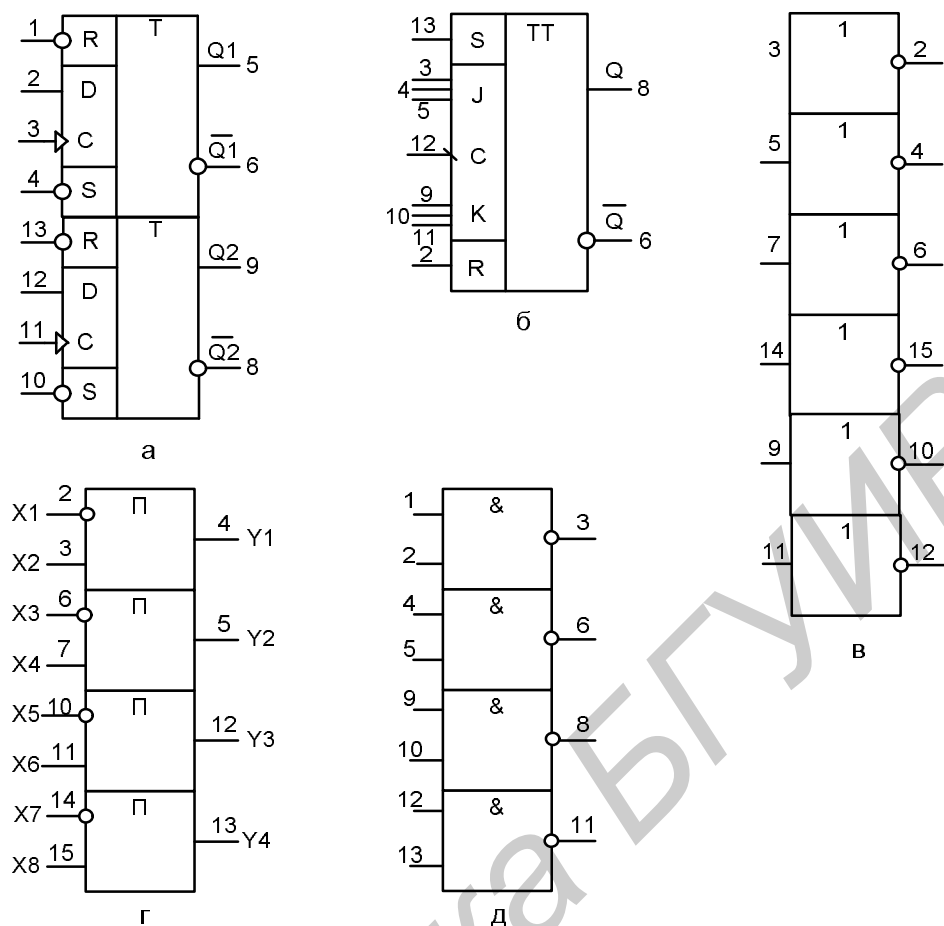 1 R T
Q1 5
2 D
3 C
Q1 6
4 S
13 R T
Q2 9
12 D
11 C
Q2 8
10 S
а
13 S TT
3
4 J
5
Q 8
12 C
9
10 K
11
Q 6
2 R
б
3 1 2
5 1 4
7 1 6
14 1 15
9 1 10
11 1 12
в
X1 2 П
4 Y1
X2 3
X3 6 П
5 Y2
X4 7
X5 10 П
12 Y3
X6 11
X7 14 П
13 Y4
X8 15
г
1 & 3
2
4 & 6
5
9 & 8
10
12 & 11
13
д
ка БГУИР